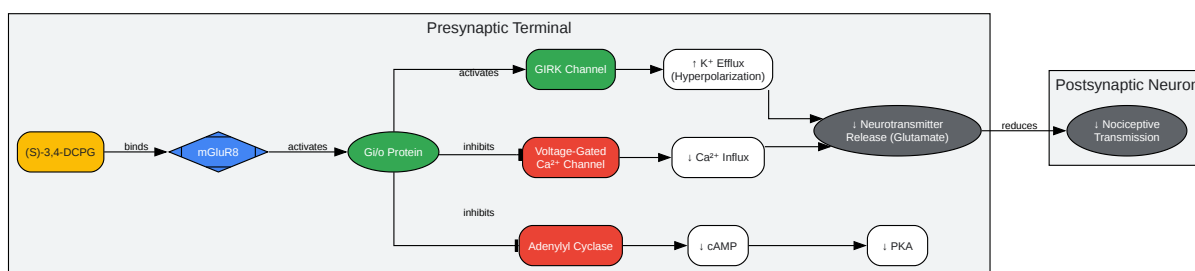 Presynaptic Terminal
activates
GIRK Channel
↑ K⁺ Efflux
(Hyperpolarization)
Postsynaptic Neuron
(S)-3,4-DCPG
binds
mGluR8
activates
Gi/o Protein
inhibits
Voltage-Gated
Ca²⁺ Channel
↓ Ca²⁺ Influx
↓ Neurotransmitter
Release (Glutamate)
reduces
↓ Nociceptive
Transmission
inhibits
Adenylyl Cyclase
↓ cAMP
↓ PKA